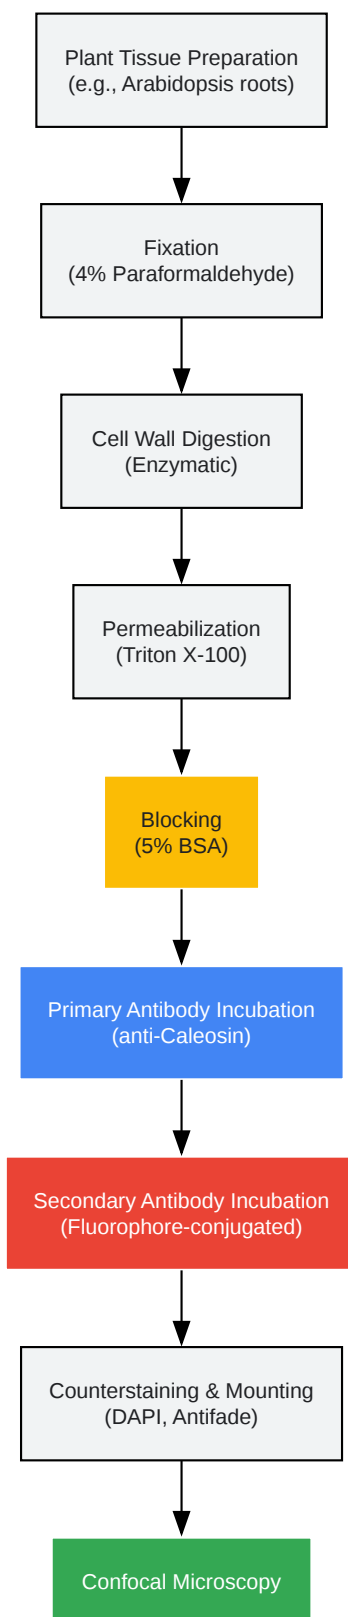 Plant Tissue Preparation
(e.g., Arabidopsis roots)
Fixation
(4% Paraformaldehyde)
Cell Wall Digestion
(Enzymatic)
Permeabilization
(Triton X-100)
Blocking
(5% BSA)
Primary Antibody Incubation
(anti-Caleosin)
Secondary Antibody Incubation
(Fluorophore-conjugated)
Counterstaining & Mounting
(DAPI, Antifade)
Confocal Microscopy